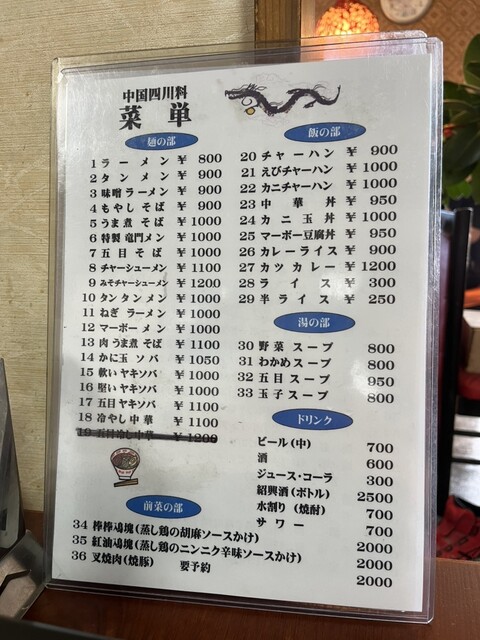 中国四川料
菜 単
麺の部
1 ラーメン ¥ 800
2 タンメン ¥ 900
3 味噌ラーメン ¥ 900
4 もやしそば ¥ 900
5 うま煮そば ¥ 1000
6 特製竜門メン ¥ 1000
7 五目そば ¥ 1000
8 チャーシューメン ¥ 1100
9 みそチャーシューメン ¥ 1200
10 タンタンメン ¥ 1000
11 ねぎラーメン ¥ 1000
12 マーボーメン ¥ 1000
13 肉うま煮そば ¥ 1100
14 かに玉ソバ ¥ 1050
15 軟いヤキソバ ¥ 1000
16 堅いヤキソバ ¥ 1000
17 五目ヤキソバ ¥ 1100
18 冷やし中華 ¥ 1100
19 五目冷し中華 ¥ 1200
飯の部
20 チャーハン ¥ 900
21 えびチャーハン ¥ 1000
22 カニチャーハン ¥ 1000
23 中華丼 ¥ 950
24 カニ玉丼 ¥ 1000
25 マーボー豆腐丼 ¥ 950
26 カレーライス ¥ 900
27 カツカレー ¥ 1200
28 ライス ¥ 300
29 半ライス ¥ 250
湯の部
30 野菜スープ 800
31 わかめスープ 800
32 五目スープ 950
33 玉子スープ 800
ドリンク
ビール(中) 700
酒 600
ジュース・コーラ 300
紹興酒(ボトル) 2500
水割り(焼酎) 700
サワー 700
前菜の部
34 棒棒鶏塊(蒸し鶏の胡麻ソースかけ) 2000
35 紅油鶏塊(蒸し鶏のニンニク辛味ソースかけ) 2000
36 叉焼肉(焼豚) 要予約 2000